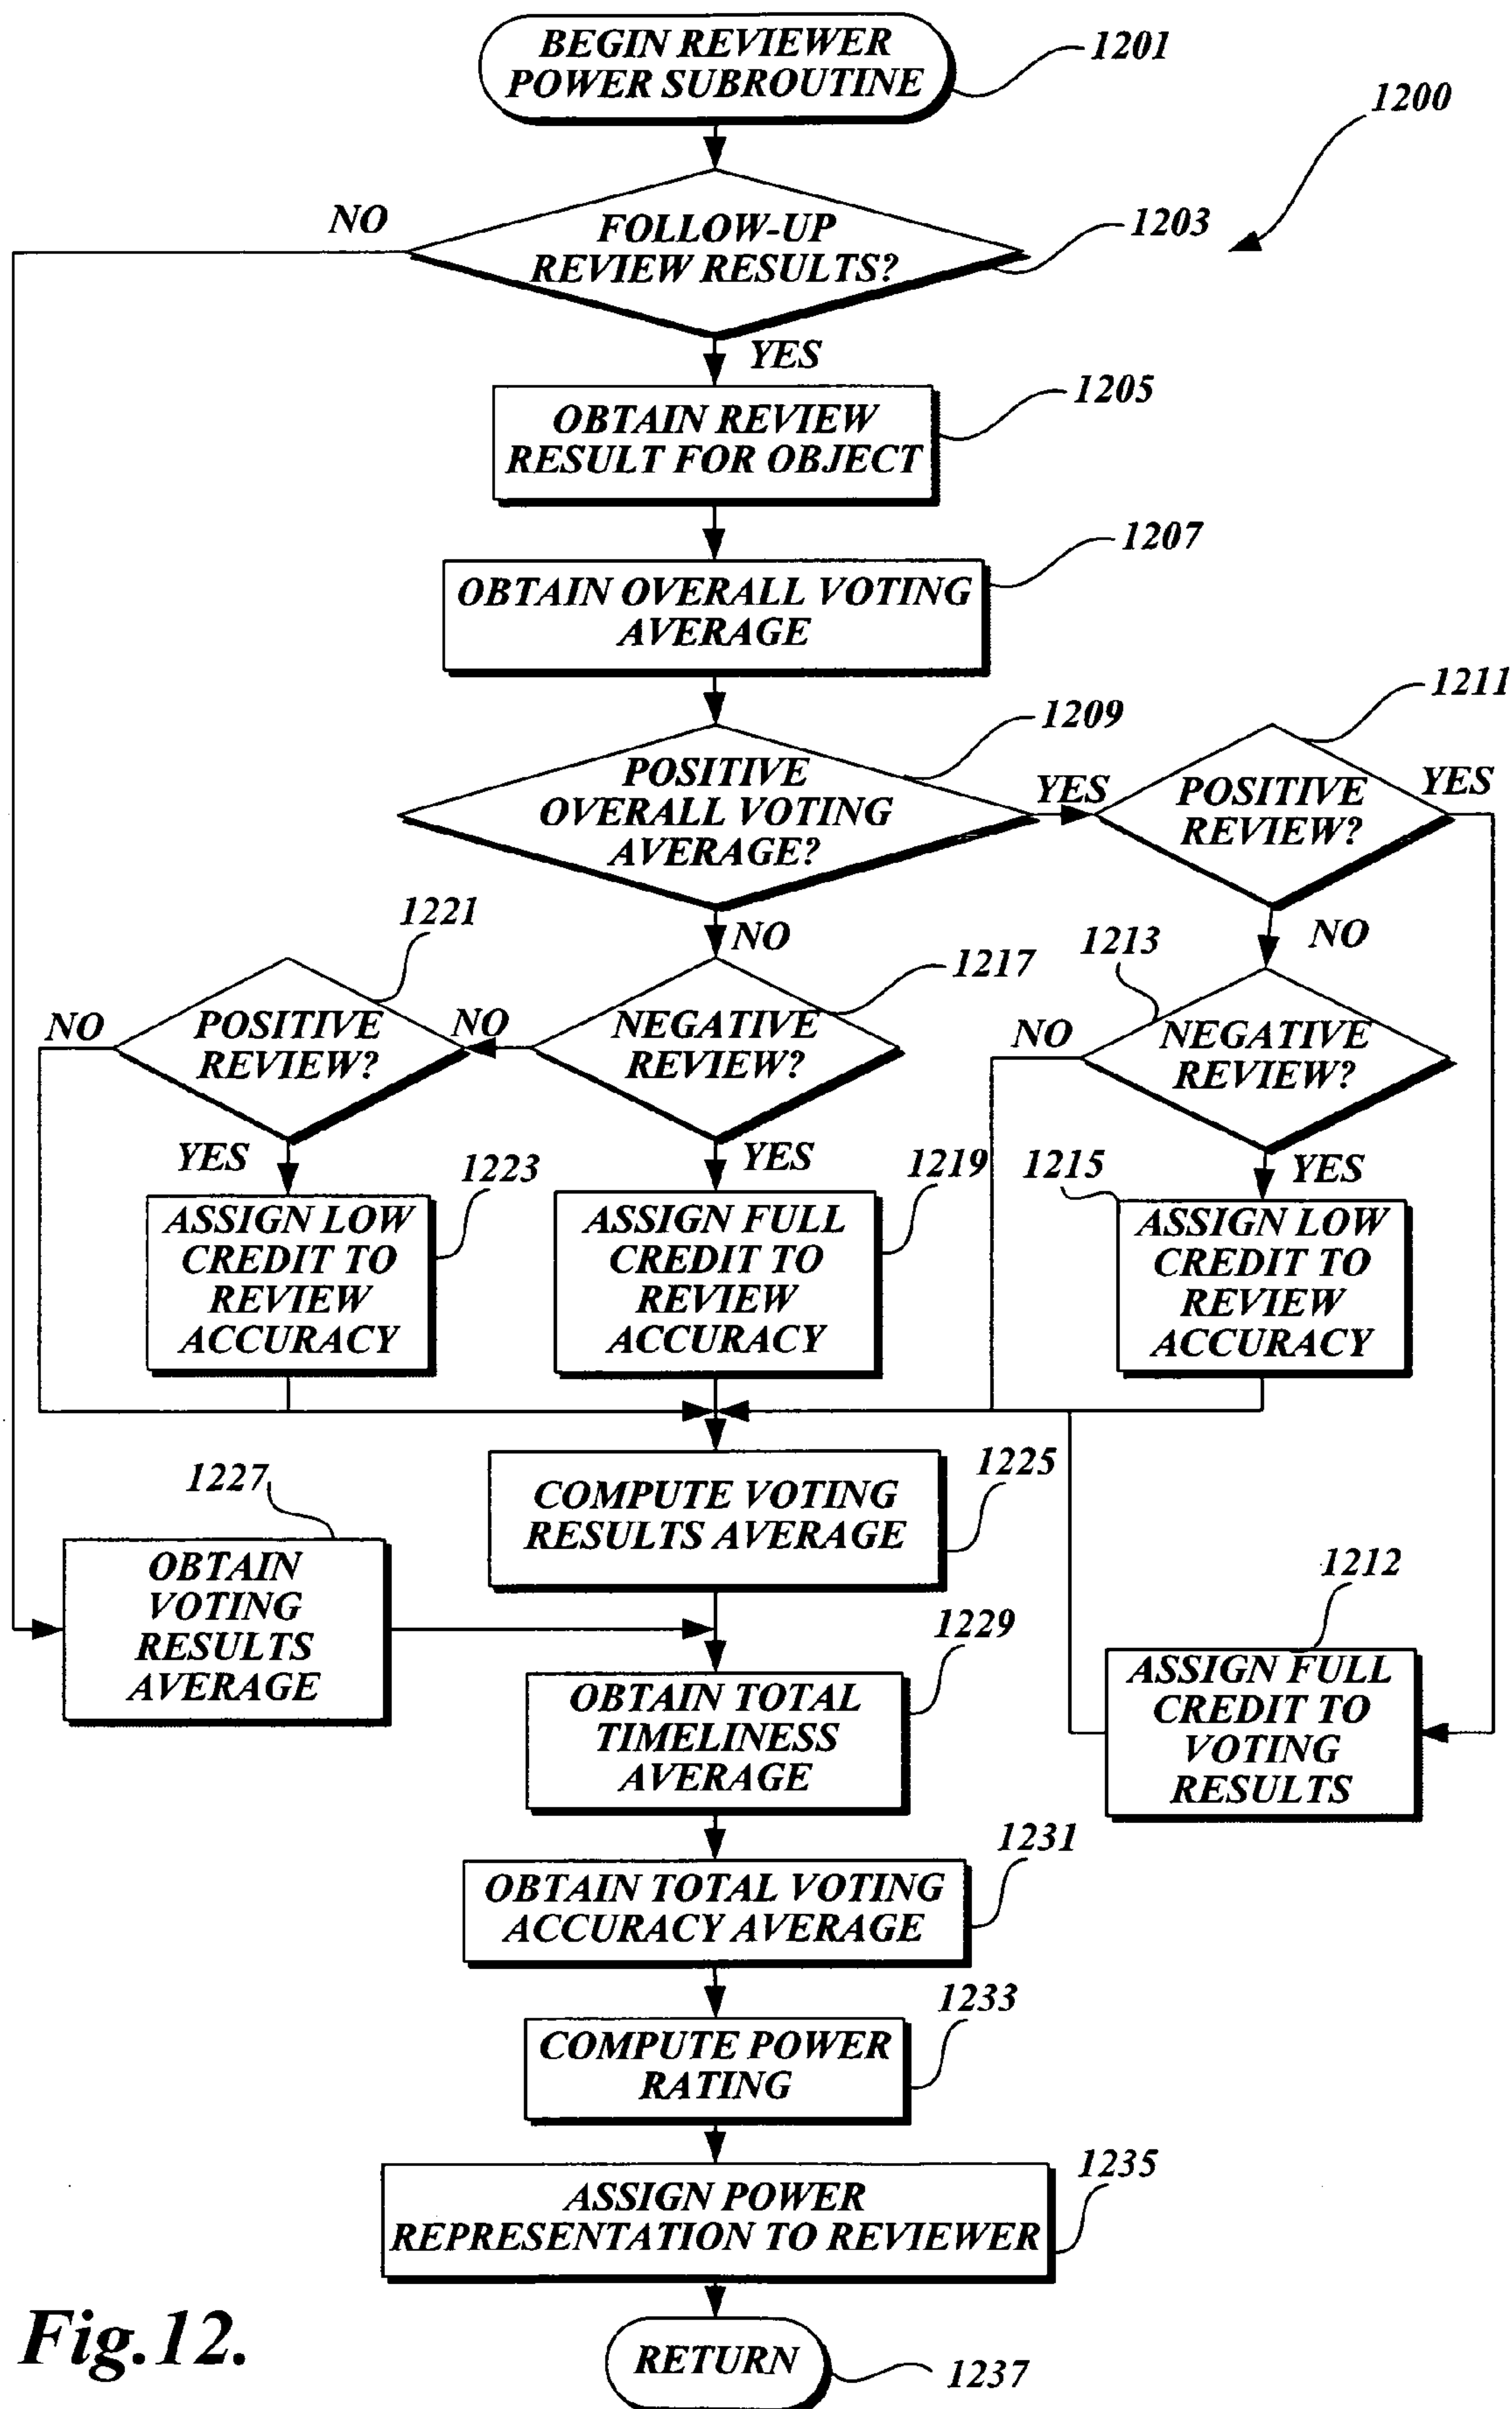 BEGIN REVIEWER
POWER SUBROUTINE
1201
1200
NO
FOLLOW-UP
REVIEW RESULTS?
1203
YES
OBTAIN REVIEW
RESULT FOR OBJECT
1205
OBTAIN OVERALL VOTING
AVERAGE
1207
POSITIVE
OVERALL VOTING
AVERAGE?
1209
YES
POSITIVE
REVIEW?
1211
YES
NO
NO
1221
POSITIVE
REVIEW?
NO
NO
NEGATIVE
REVIEW?
1217
1213
NO
NEGATIVE
REVIEW?
YES
YES
YES
1223
ASSIGN LOW
CREDIT TO
REVIEW
ACCURACY
1219
ASSIGN FULL
CREDIT TO
REVIEW
ACCURACY
1215
ASSIGN LOW
CREDIT TO
REVIEW
ACCURACY
COMPUTE VOTING
RESULTS AVERAGE
1225
1227
OBTAIN
VOTING
RESULTS
AVERAGE
1212
ASSIGN FULL
CREDIT TO
VOTING
RESULTS
OBTAIN TOTAL
TIMELINESS
AVERAGE
1229
OBTAIN TOTAL VOTING
ACCURACY AVERAGE
1231
COMPUTE POWER
RATING
1233
ASSIGN POWER
REPRESENTATION TO REVIEWER
1235
RETURN
1237
Fig.12.